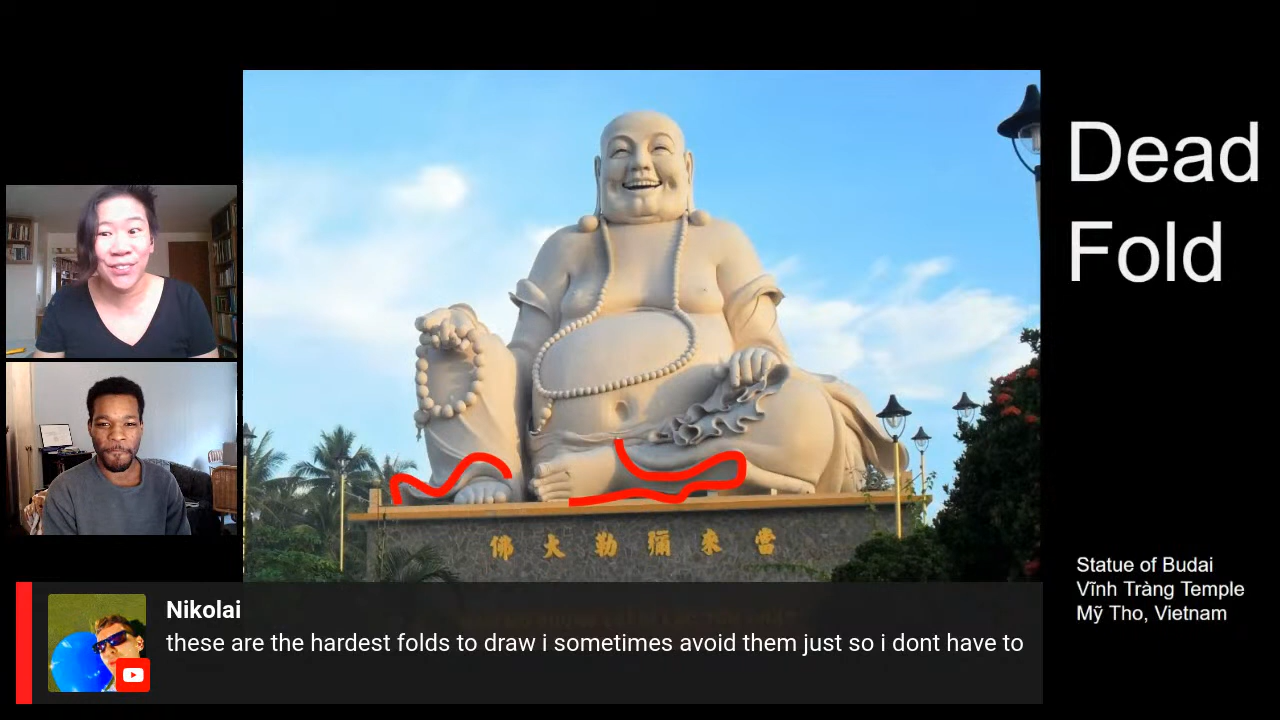 Dead
Fold
佛大勒彌來當
Statue of Budai
Vĩnh Tràng Temple
Mỹ Tho, Vietnam
Nikolai
these are the hardest folds to draw i sometimes avoid them just so i dont have to